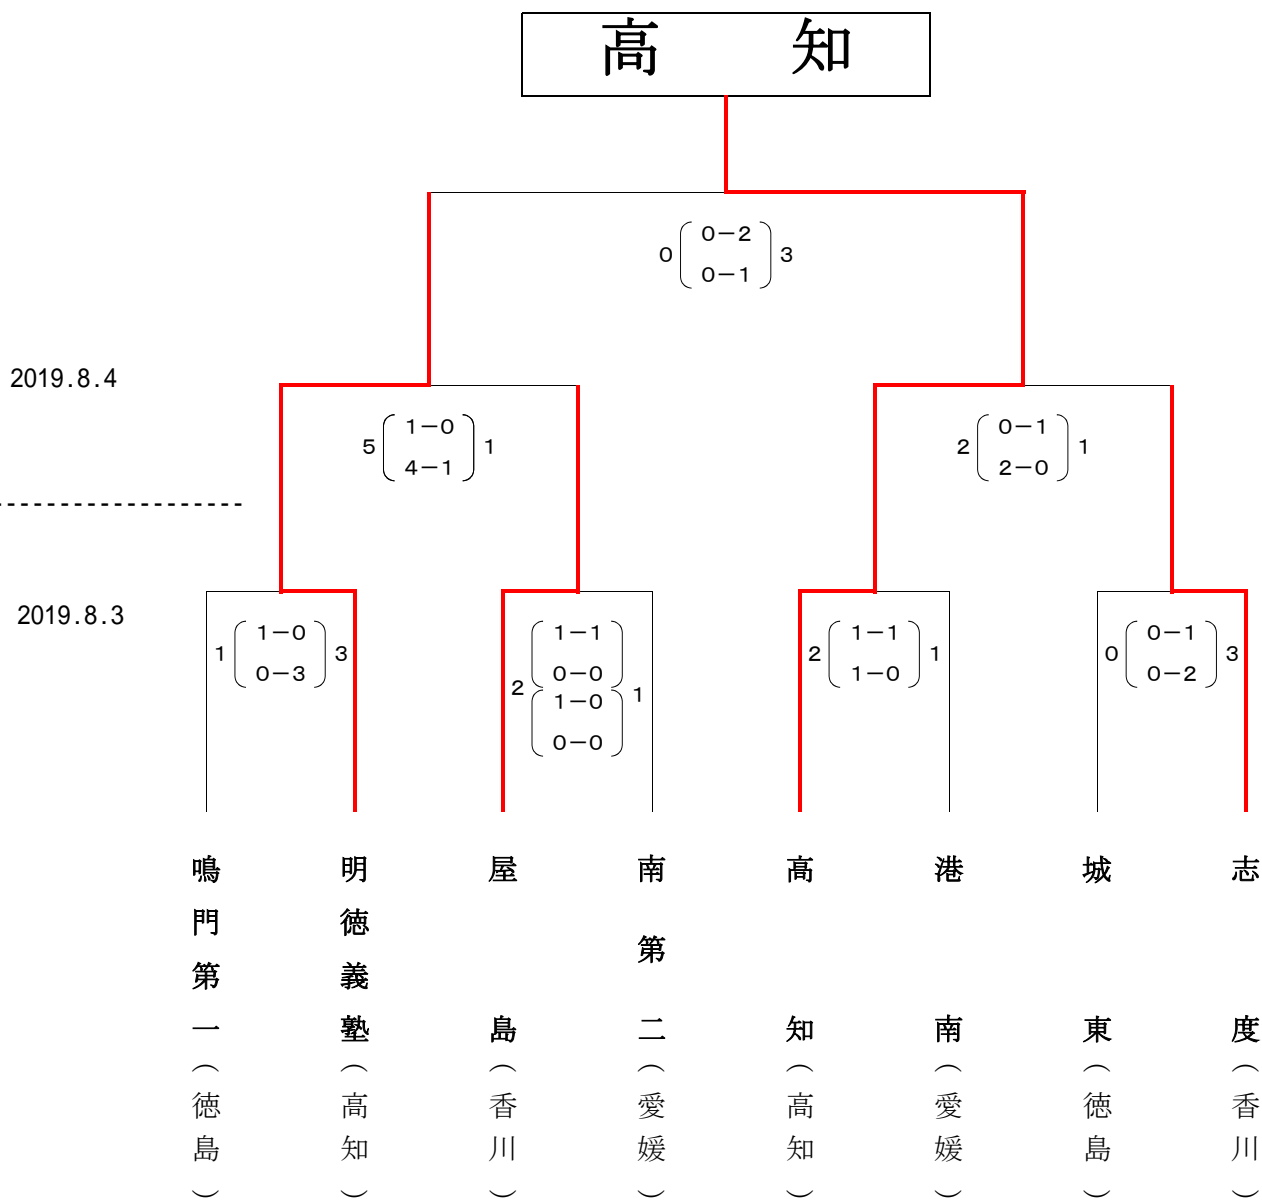 高　知
0 0－2 3
0－1
2019.8.4
5 1－0 1
4－1
2 0－1 1
2－0
2019.8.3
1 1－0 3
0－3
2 1－1 1
0－0
1－0
0－0
2 1－1 1
1－0
0 0－1 3
0－2
鳴門第一（徳島）
明徳義塾（高知）
屋島（香川）
南第二（愛媛）
高知（高知）
港南（愛媛）
城東（徳島）
志度（香川）